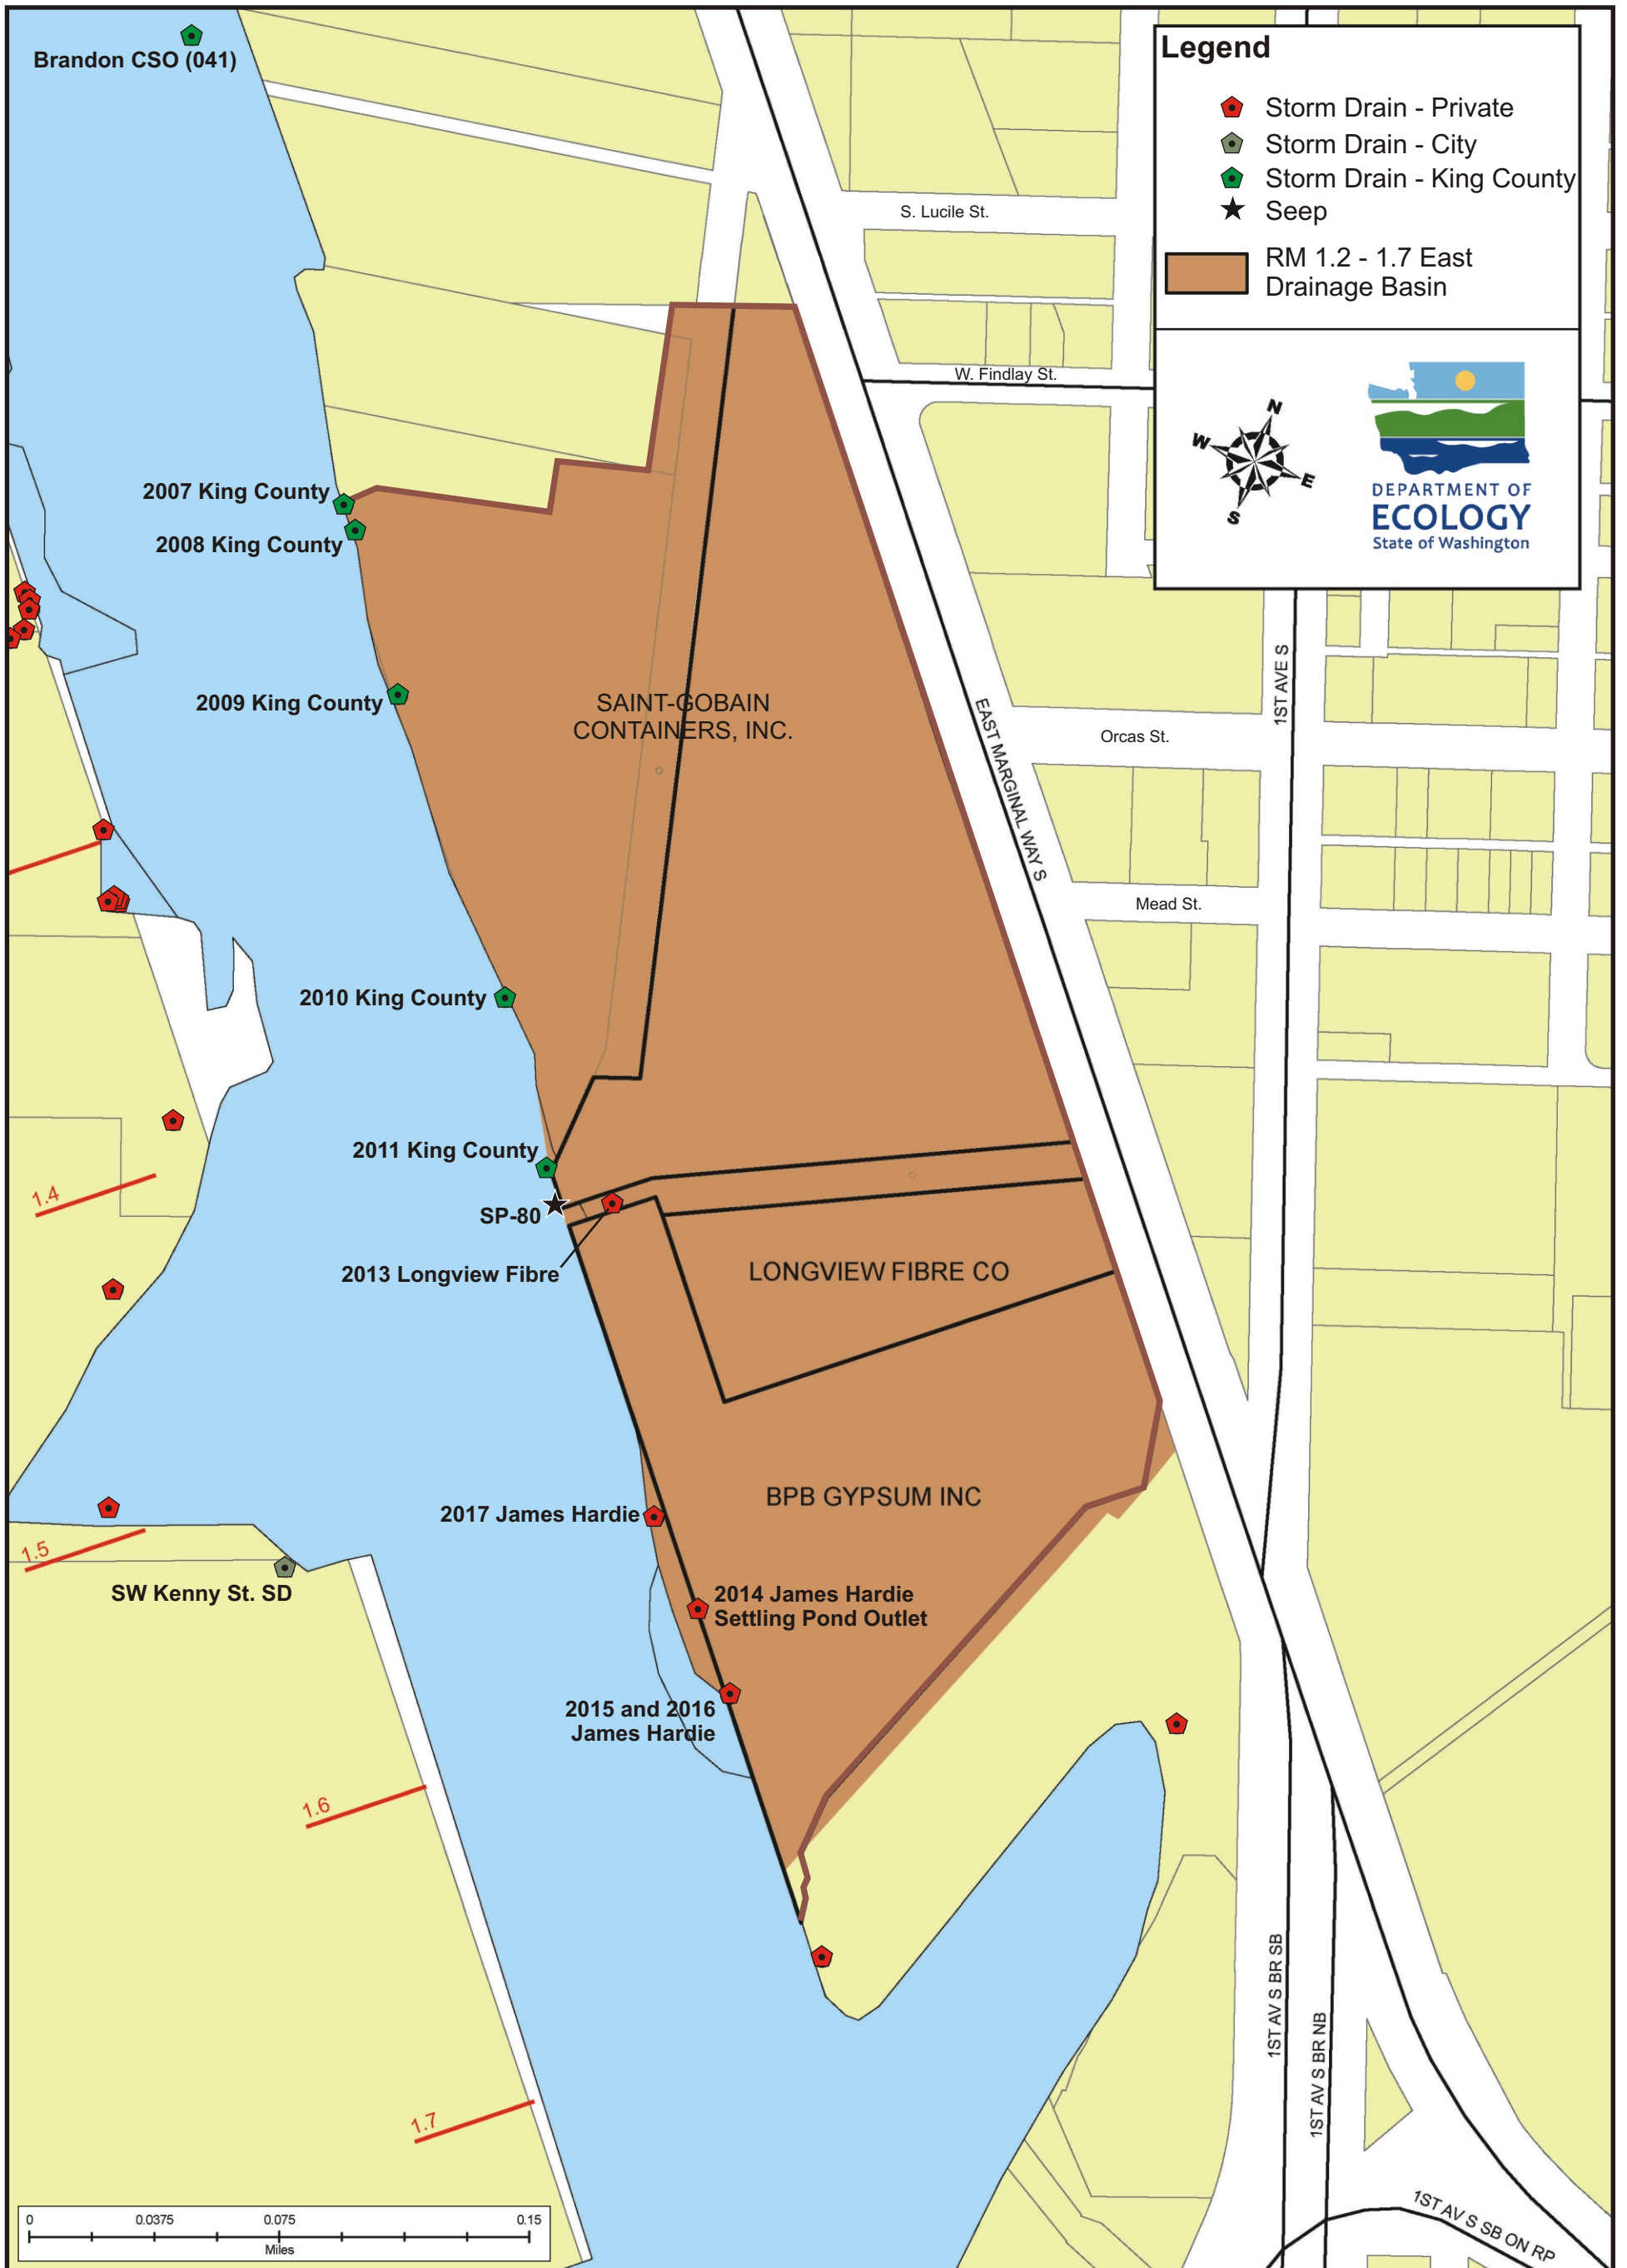 Brandon CSO (041)
Legend
Storm Drain - Private
Storm Drain - City
Storm Drain - King County
Seep
RM 1.2 - 1.7 East
Drainage Basin
N
W
E
S
DEPARTMENT OF
ECOLOGY
State of Washington
S. Lucile St.
W. Findlay St.
2007 King County
2008 King County
2009 King County
SAINT-GOBAIN
CONTAINERS, INC.
EAST MARGINAL WAY S
1ST AVE S
Orcas St.
Mead St.
2010 King County
2011 King County
1.4
SP-80
2013 Longview Fibre
LONGVIEW FIBRE CO
BPB GYPSUM INC
2017 James Hardie
1.5
SW Kenny St. SD
2014 James Hardie
Settling Pond Outlet
2015 and 2016
James Hardie
1.6
1ST AV S BR SB
1ST AV S BR NB
1.7
1ST AV S SB ON RP
0 0.0375 0.075 0.15
Miles